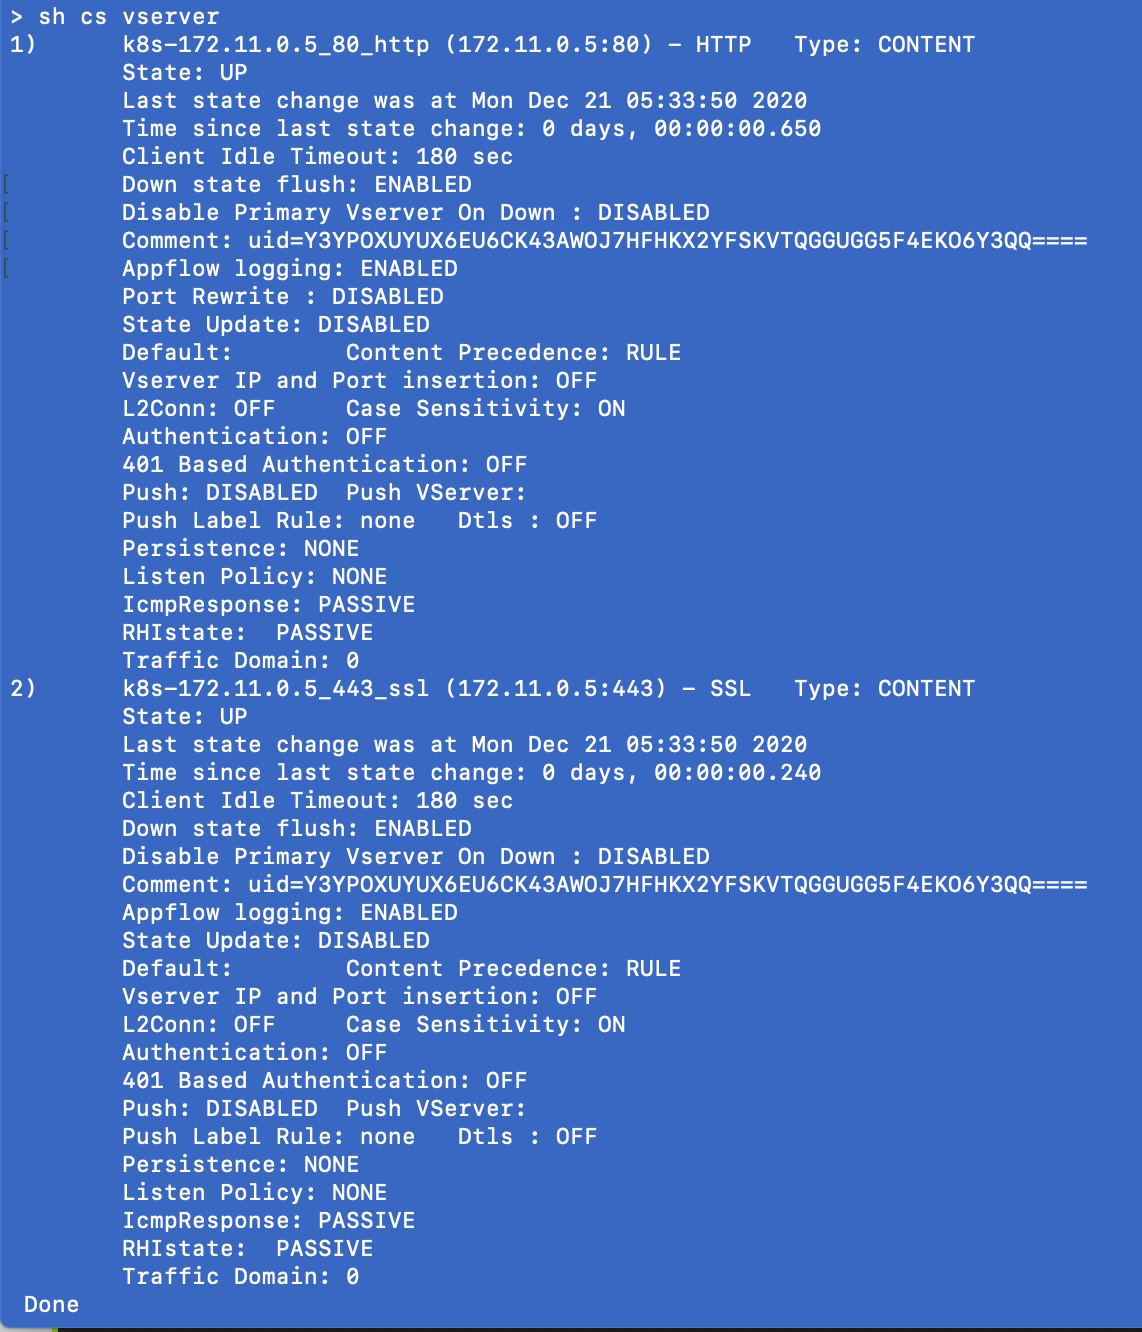 > sh cs vserver
1) k8s-172.11.0.5_80_http (172.11.0.5:80) - HTTP Type: CONTENT
State: UP
Last state change was at Mon Dec 21 05:33:50 2020
Time since last state change: 0 days, 00:00:00.650
Client Idle Timeout: 180 sec
[ Down state flush: ENABLED
[ Disable Primary Vserver On Down : DISABLED
[ Comment: uid=Y3YPOXUYUX6EU6CK43AWOJ7HFHKX2YFSKVTQGGUGG5F4EKO6Y3QQ====
[ Appflow logging: ENABLED
Port Rewrite : DISABLED
State Update: DISABLED
Default: Content Precedence: RULE
Vserver IP and Port insertion: OFF
L2Conn: OFF Case Sensitivity: ON
Authentication: OFF
401 Based Authentication: OFF
Push: DISABLED Push VServer:
Push Label Rule: none Dtls : OFF
Persistence: NONE
Listen Policy: NONE
IcmpResponse: PASSIVE
RHIstate: PASSIVE
Traffic Domain: 0
2) k8s-172.11.0.5_443_ssl (172.11.0.5:443) - SSL Type: CONTENT
State: UP
Last state change was at Mon Dec 21 05:33:50 2020
Time since last state change: 0 days, 00:00:00.240
Client Idle Timeout: 180 sec
Down state flush: ENABLED
Disable Primary Vserver On Down : DISABLED
Comment: uid=Y3YPOXUYUX6EU6CK43AWOJ7HFHKX2YFSKVTQGGUGG5F4EKO6Y3QQ====
Appflow logging: ENABLED
State Update: DISABLED
Default: Content Precedence: RULE
Vserver IP and Port insertion: OFF
L2Conn: OFF Case Sensitivity: ON
Authentication: OFF
401 Based Authentication: OFF
Push: DISABLED Push VServer:
Push Label Rule: none Dtls : OFF
Persistence: NONE
Listen Policy: NONE
IcmpResponse: PASSIVE
RHIstate: PASSIVE
Traffic Domain: 0
Done